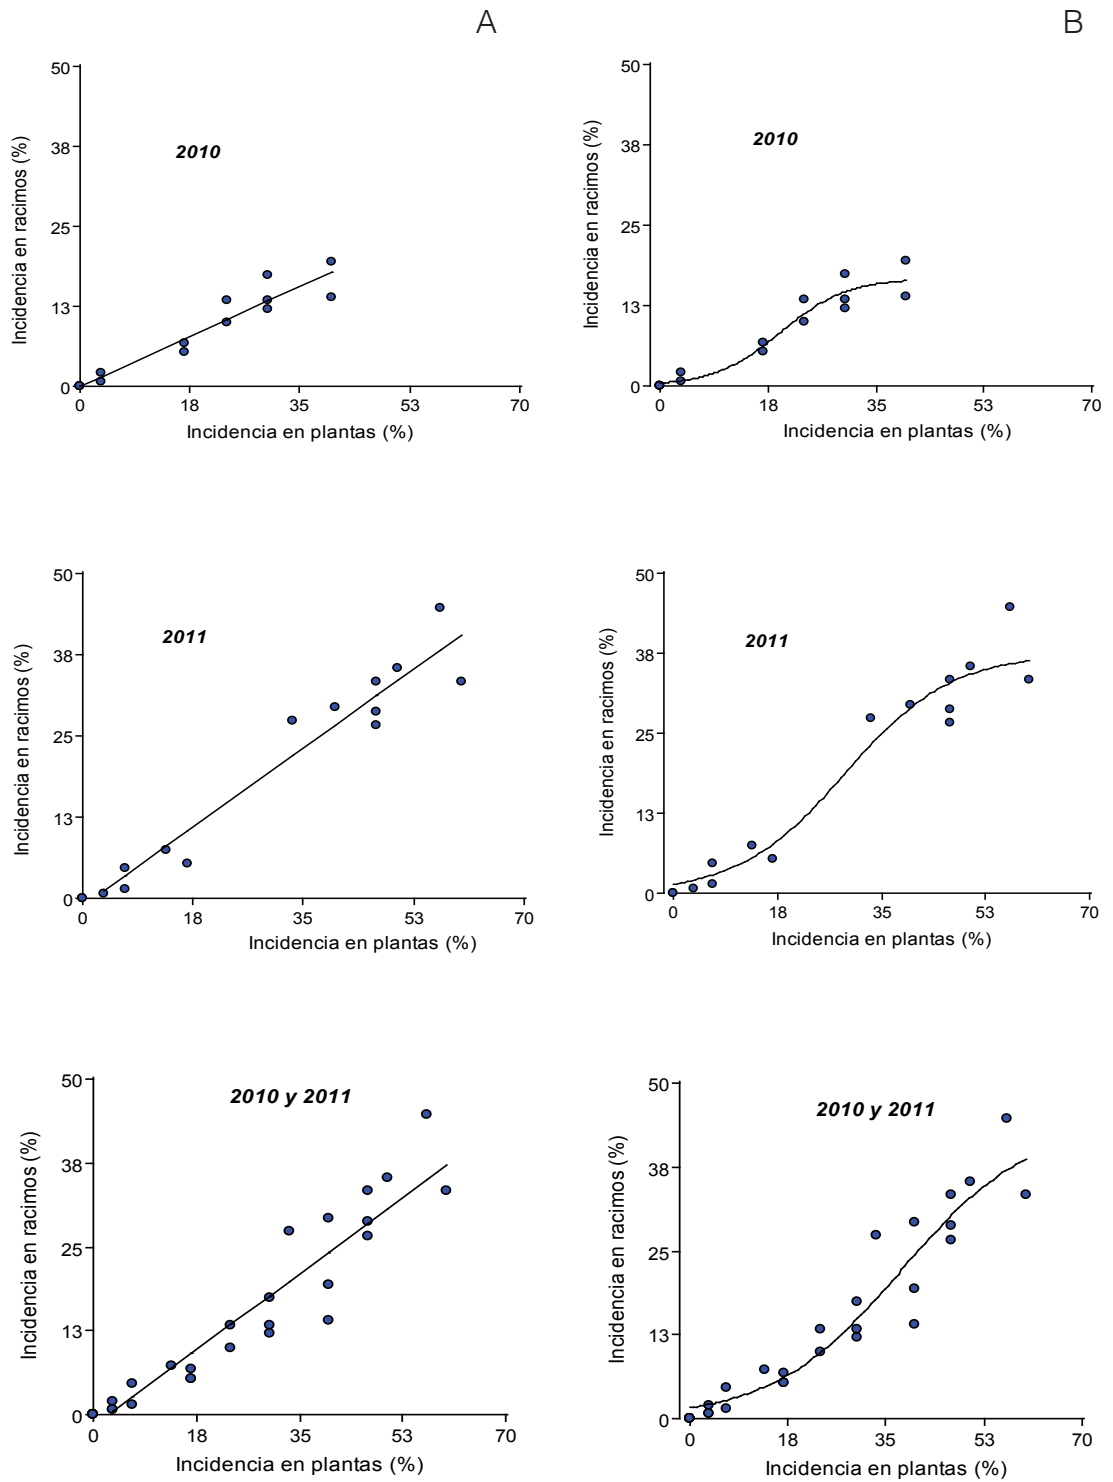 A
B
50
38
25
13
0
Incidencia en racimos (%)
2010
0 18 35 53 70
Incidencia en plantas (%)
50
38
25
13
0
Incidencia en racimos (%)
2010
0 18 35 53 70
Incidencia en plantas (%)
50
38
25
13
0
Incidencia en racimos (%)
2011
0 18 35 53 70
Incidencia en plantas (%)
50
38
25
13
0
Incidencia en racimos (%)
2011
0 18 35 53 70
Incidencia en plantas (%)
50
38
25
13
0
Incidencia en racimos (%)
2010 y 2011
0 18 35 53 70
Incidencia en plantas (%)
50
38
25
13
0
Incidencia en racimos (%)
2010 y 2011
0 18 35 53 70
Incidencia en plantas (%)